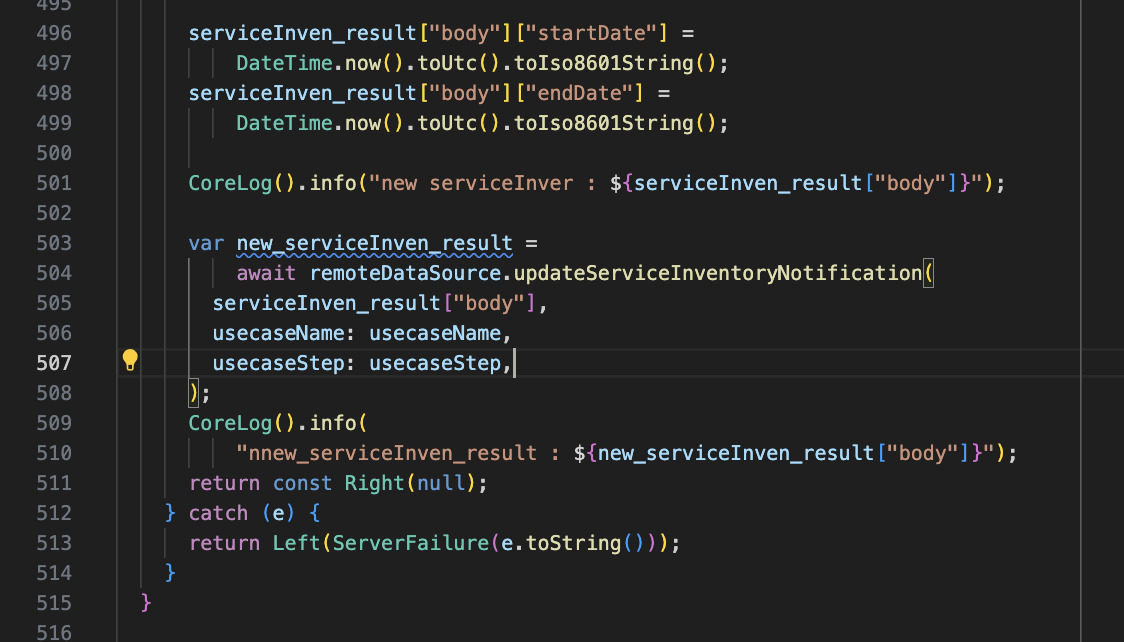 495
496 serviceInven_result["body"]["startDate"] =
497 DateTime.now().toUtc().toIso8601String();
498 serviceInven_result["body"]["endDate"] =
499 DateTime.now().toUtc().toIso8601String();
500
501 CoreLog().info("new serviceInver : ${serviceInven_result["body"]}");
502
503 var new_serviceInven_result =
504 await remoteDataSource.updateServiceInventoryNotification(
505 serviceInven_result["body"],
506 usecaseName: usecaseName,
507 usecaseStep: usecaseStep,
508 );
509 CoreLog().info(
510 "nnew_serviceInven_result : ${new_serviceInven_result["body"]}");
511 return const Right(null);
512 } catch (e) {
513 return Left(ServerFailure(e.toString()));
514 }
515 }
516